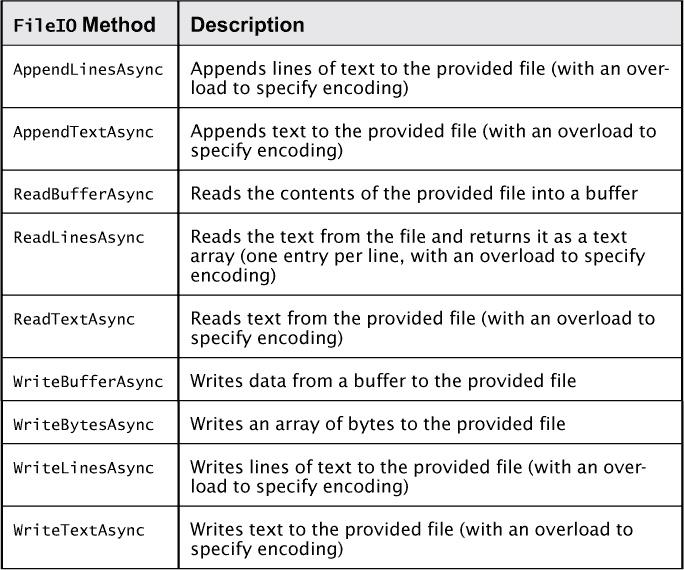 FileIO Method Description
AppendLinesAsync Appends lines of text to the provided file (with an over-
load to specify encoding)
AppendTextAsync Appends text to the provided file (with an overload to
specify encoding)
ReadBufferAsync Reads the contents of the provided file into a buffer
ReadLinesAsync Reads the text from the file and returns it as a text
array (one entry per line, with an overload to specify
encoding)
ReadTextAsync Reads text from the provided file (with an overload to
specify encoding)
WriteBufferAsync Writes data from a buffer to the provided file
WriteBytesAsync Writes an array of bytes to the provided file
WriteLinesAsync Writes lines of text to the provided file (with an over-
load to specify encoding)
WriteTextAsync Writes text to the provided file (with an overload to
specify encoding)